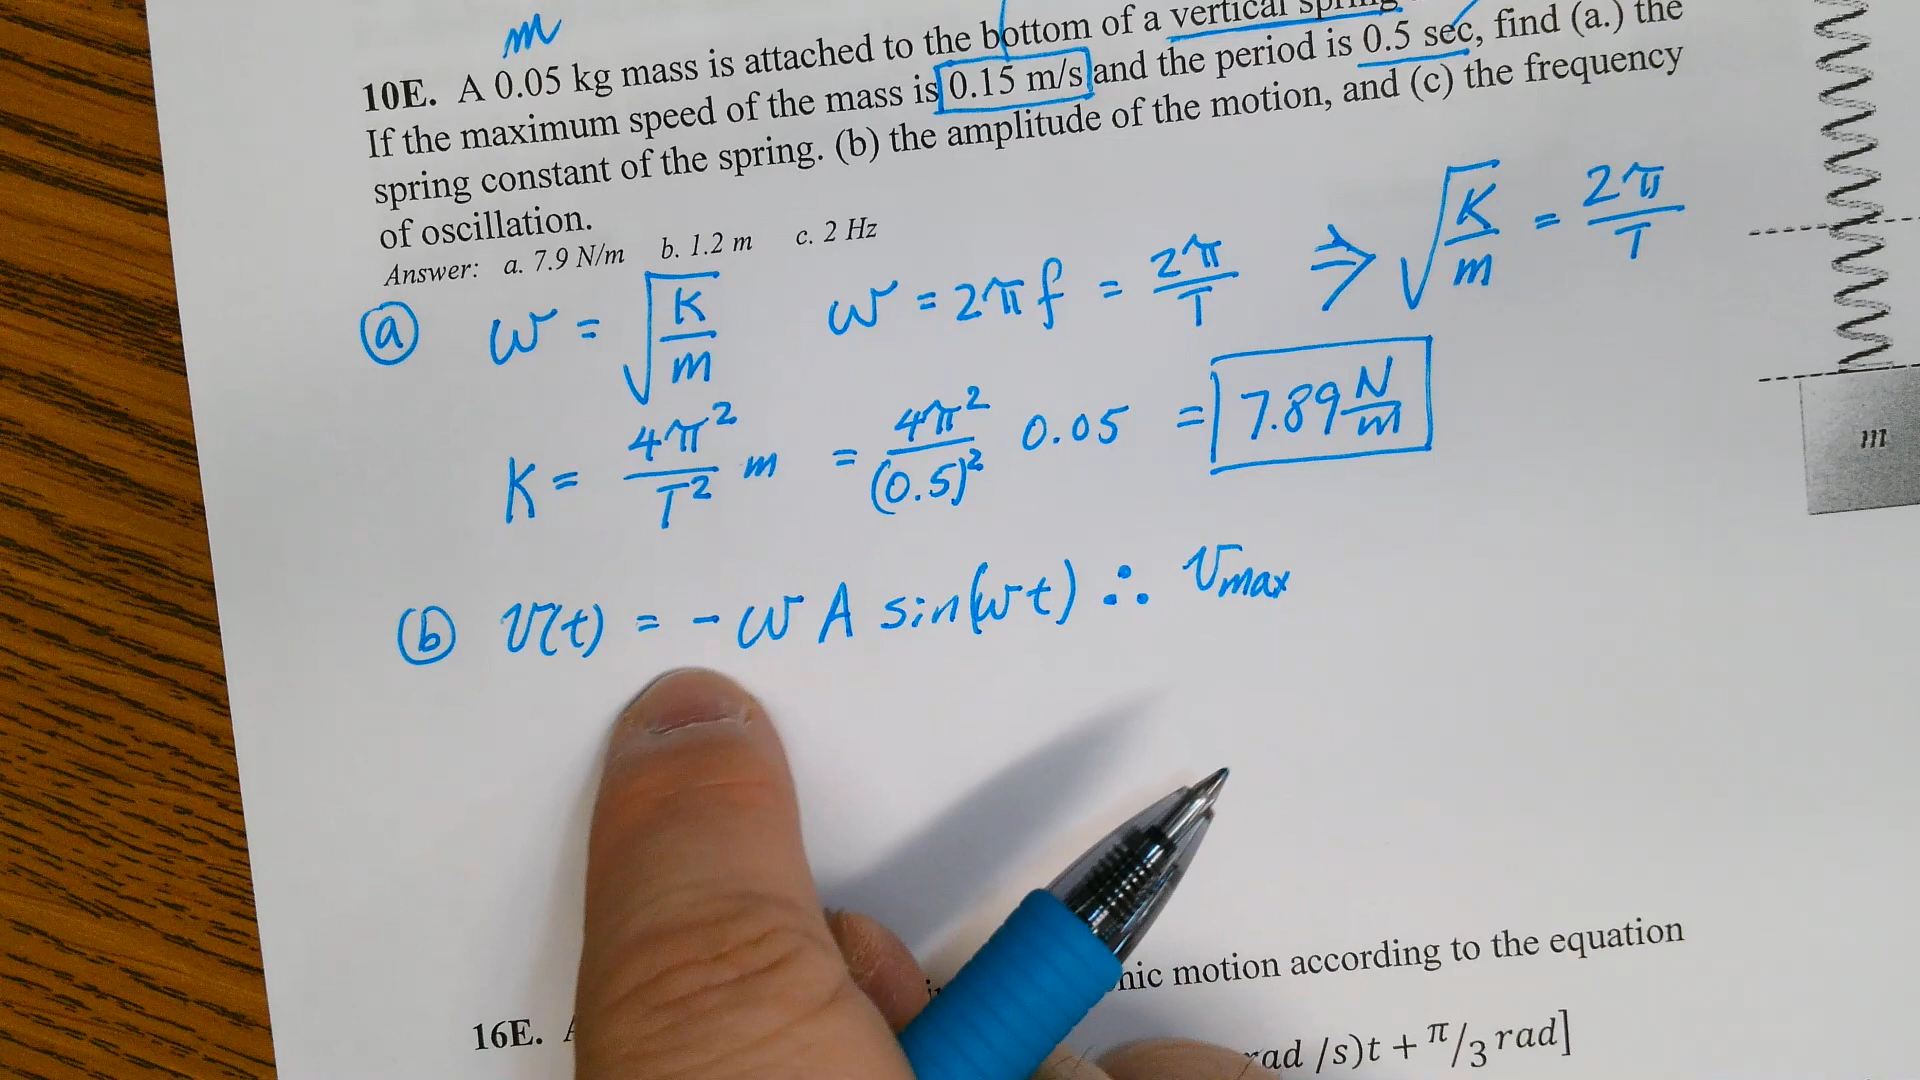 m
10E. A 0.05 kg mass is attached to the bottom of a vertical spring
If the maximum speed of the mass is 0.15 m/s and the period is 0.5 sec, find (a.) the
spring constant of the spring. (b) the amplitude of the motion, and (c) the frequency
of oscillation.
Answer: a. 7.9 N/m b. 1.2 m c. 2 Hz
(a) ω = √(K/m) ω = 2πf = 2π/T ⇒ √(K/m) = 2π/T
K = 4π²/T² m = 4π²/(0.5)² 0.05 = 7.89 N/m
m
(b) v(t) = -ωA sin(ωt) ∴ vmax
nic motion according to the equation
16E.
rad /s)t + π/3 rad]